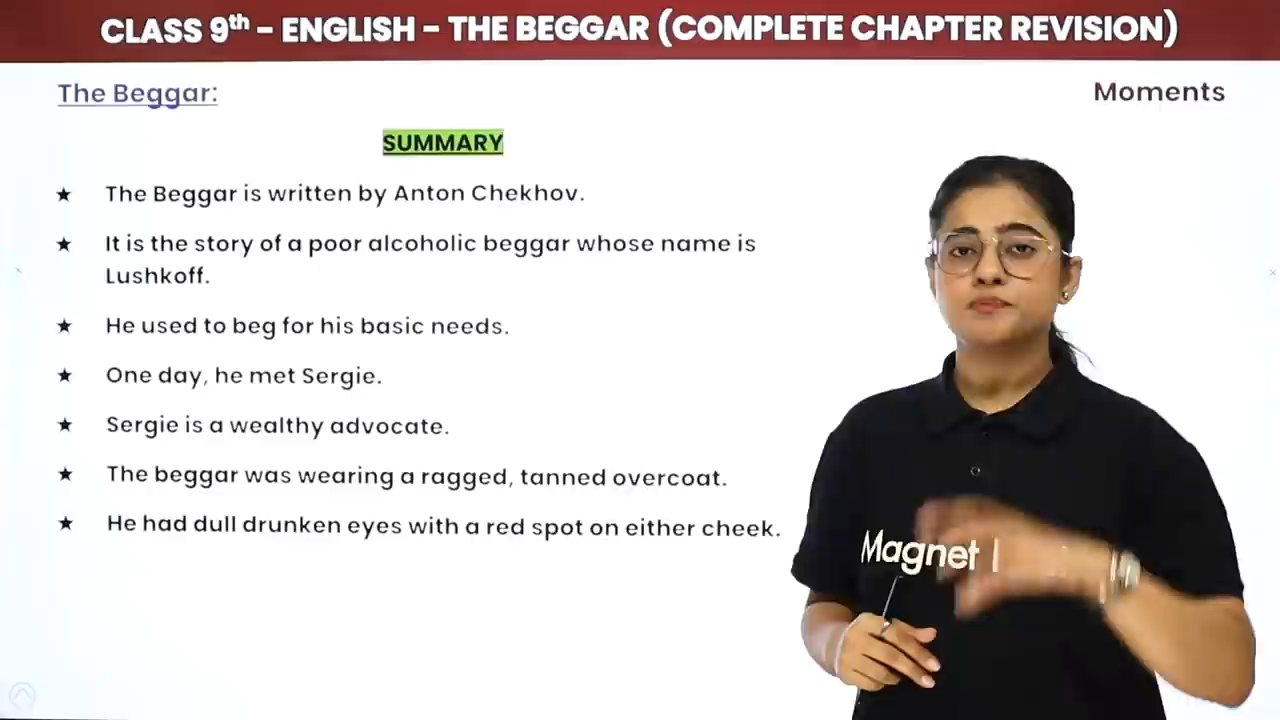 CLASS 9th – ENGLISH – THE BEGGAR (COMPLETE CHAPTER REVISION)
The Beggar:
Moments
SUMMARY
★ The Beggar is written by Anton Chekhov.
★ It is the story of a poor alcoholic beggar whose name is
Lushkoff.
★ He used to beg for his basic needs.
★ One day, he met Sergie.
★ Sergie is a wealthy advocate.
★ The beggar was wearing a ragged, tanned overcoat.
★ He had dull drunken eyes with a red spot on either cheek.
Magnet